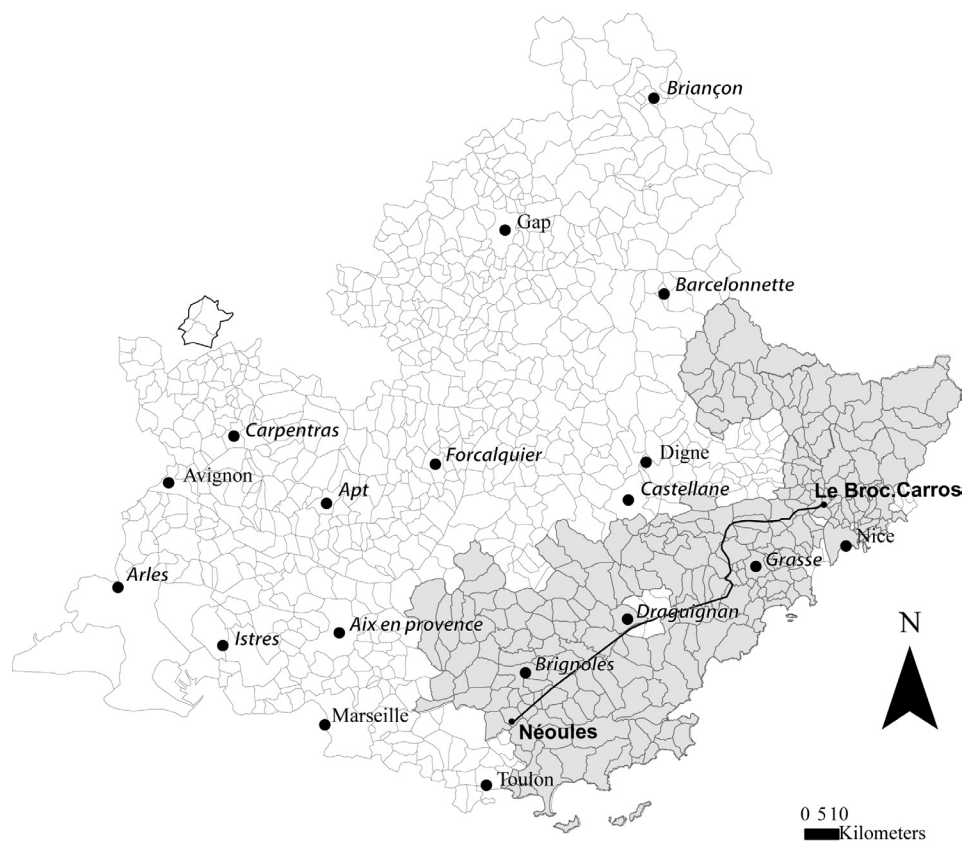 Briançon
Gap
Barcelonnette
Carpentras
Forcalquier
Digne
Avignon
Apt
Castellane
Le Broc.Carros
Nice
Grasse
Arles
Draguignan
Istres
Aix en provence
N
Brignoles
Marseille
Néoules
Toulon
0 510
Kilometers